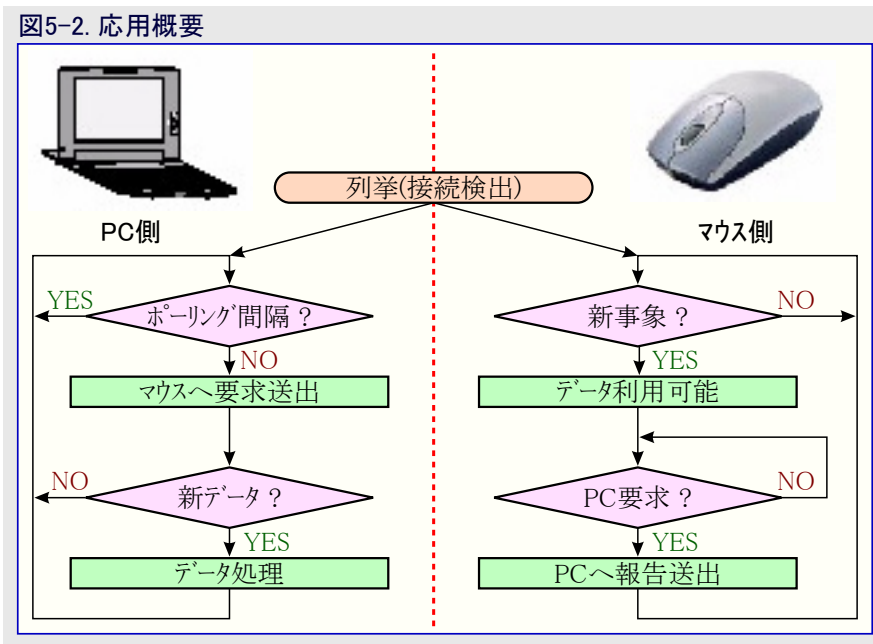 図5-2. 応用概要
列挙(接続検出)
PC側
ポーリング間隔?
YES
NO
マウスへ要求送出
新データ?
NO
YES
データ処理
マウス側
新事象?
NO
YES
データ利用可能
PC要求?
NO
YES
PCへ報告送出